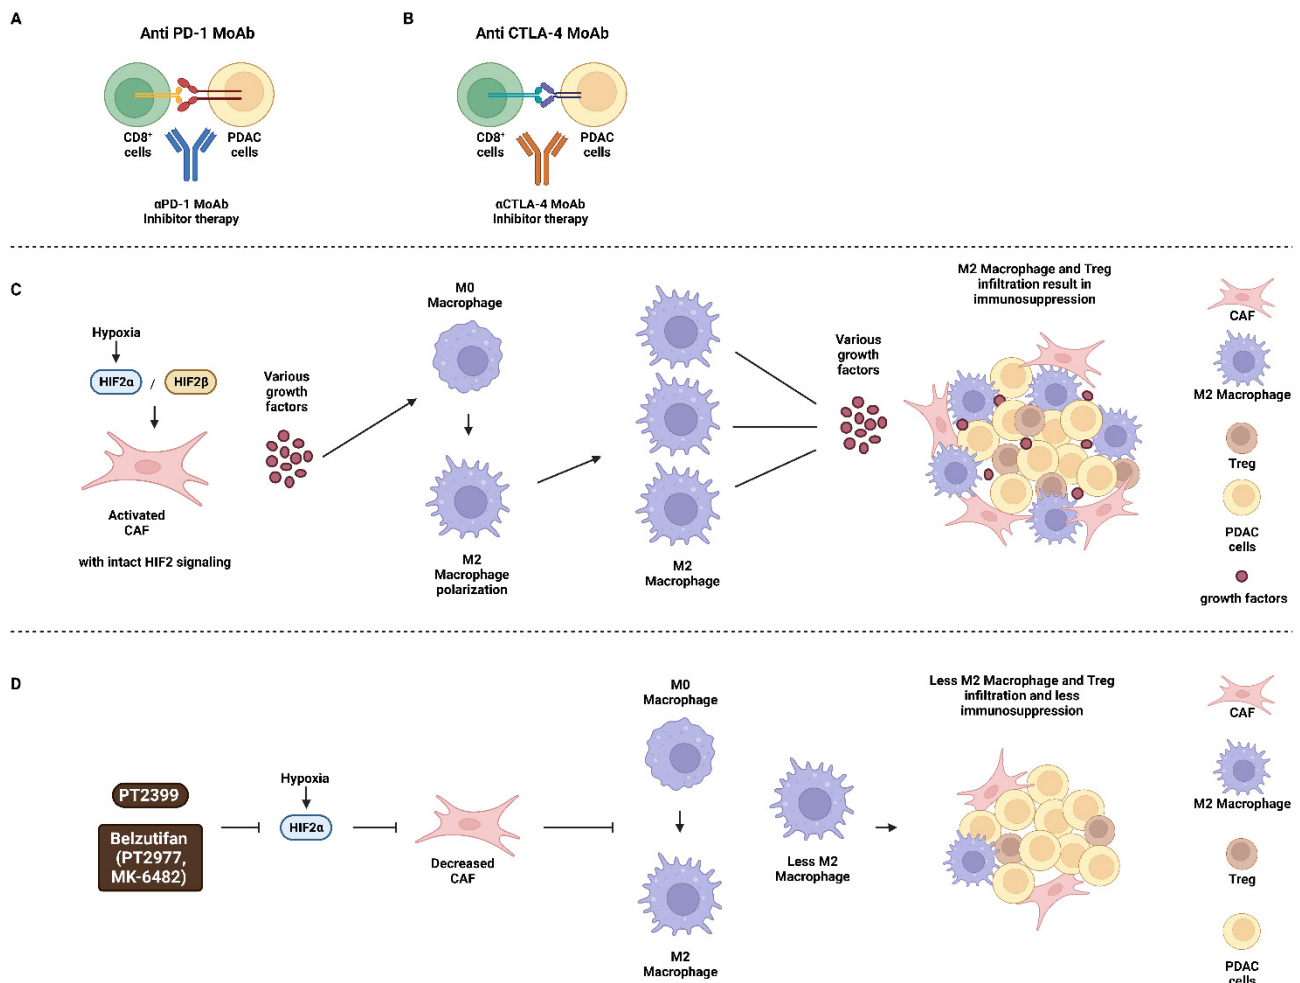 A
Anti PD-1 MoAb
CD8+
cells
PDAC
cells
αPD-1 MoAb
Inhibitor therapy
B
Anti CTLA-4 MoAb
CD8+
cells
PDAC
cells
αCTLA-4 MoAb
Inhibitor therapy
C
Hypoxia
HIF2α
/
HIF2β
Activated
CAF
with intact HIF2 signaling
Various
growth
factors
M0
Macrophage
M2
Macrophage
polarization
M2
Macrophage
Various
growth
factors
M2 Macrophage and Treg
infiltration result in
immunosuppression
CAF
M2 Macrophage
Treg
PDAC
cells
growth factors
D
PT2399
Belzutifan
(PT2977,
MK-6482)
Hypoxia
HIF2α
Decreased
CAF
M0
Macrophage
M2
Macrophage
Less M2
Macrophage
Less M2 Macrophage and Treg
infiltration and less
immunosuppression
CAF
M2 Macrophage
Treg
PDAC
cells